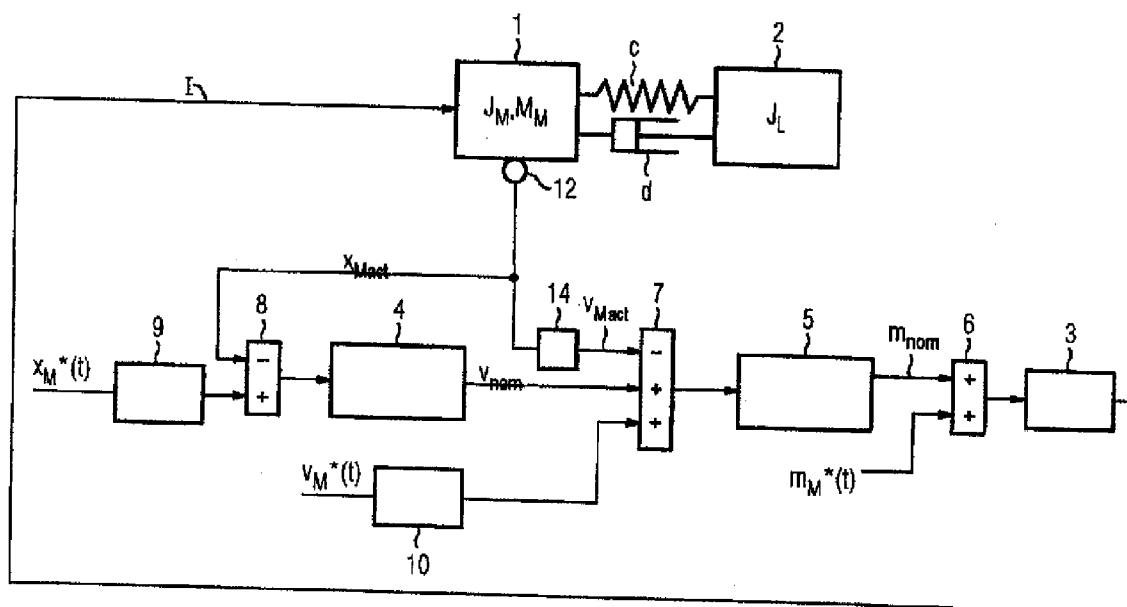 1
2
c
I
J_M, M_M
J_L
d
12
x_Mact
14
v_Mact
7
8
4
9
5
m_nom
6
3
x_M*(t)
−
+
v_nom
−
+
+
+
+
v_M*(t)
m_M*(t)
10